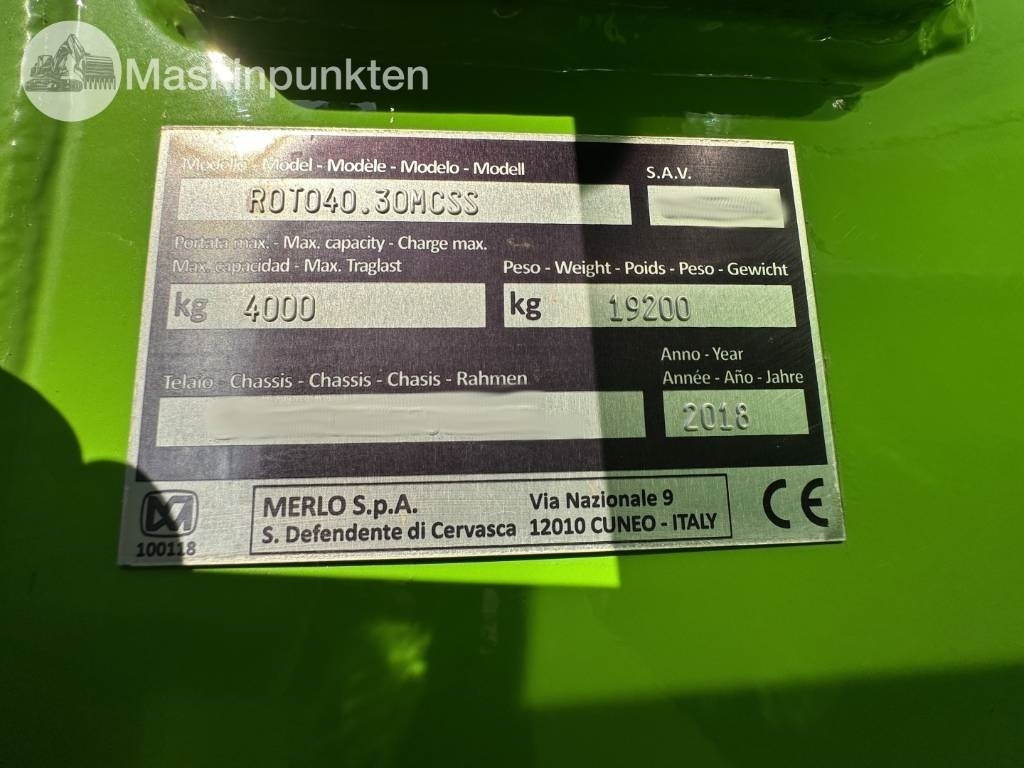 Maskinpunkten
Modello - Model - Modèle - Modelo - Modell
S.A.V.
ROTO40.30MCSS
Portata max. - Max. capacity - Charge max.
Max. capacidad - Max. Traglast
Peso - Weight - Poids - Peso - Gewicht
kg 4000
kg 19200
Anno - Year
Telaio - Chassis - Chassis - Chasis - Rahmen
Année - Año - Jahre
2018
MERLO S.p.A.
Via Nazionale 9
S. Defendente di Cervasca
12010 CUNEO - ITALY
CE
100118